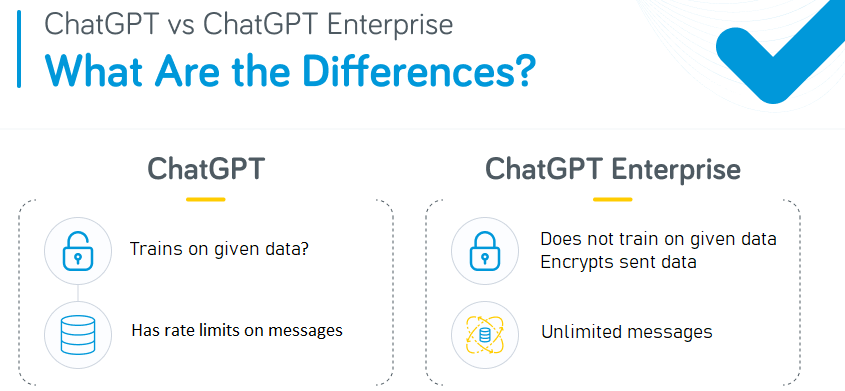 ChatGPT vs ChatGPT Enterprise
What Are the Differences?
ChatGPT
Trains on given data?
Has rate limits on messages
ChatGPT Enterprise
Does not train on given data
Encrypts sent data
Unlimited messages